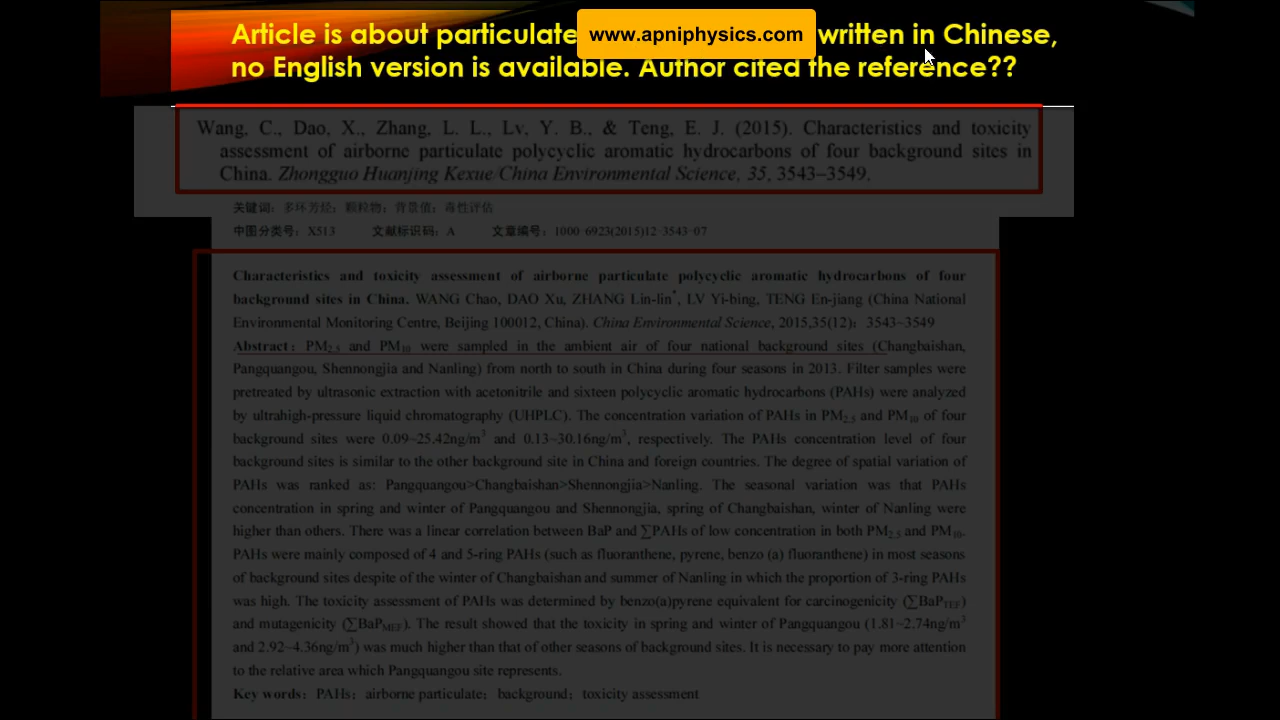 Article is about particulate www.apniphysics.com written in Chinese,
no English version is available. Author cited the reference??
Wang, C., Dao, X., Zhang, L. L., Lv, Y. B., & Teng, E. J. (2015). Characteristics and toxicity
assessment of airborne particulate polycyclic aromatic hydrocarbons of four background sites in
China. Zhongguo Huanjing Kexue/China Environmental Science, 35, 3543–3549.
关键词：多环芳烃；颗粒物；背景值；毒性评估
中图分类号：X513 文献标识码：A 文章编号：1000-6923(2015)12-3543-07
Characteristics and toxicity assessment of airborne particulate polycyclic aromatic hydrocarbons of four
background sites in China. WANG Chao, DAO Xu, ZHANG Lin-lin*, LV Yi-bing, TENG En-jiang (China National
Environmental Monitoring Centre, Beijing 100012, China). China Environmental Science, 2015,35(12)：3543~3549
Abstract：PM2.5 and PM10 were sampled in the ambient air of four national background sites (Changbaishan,
Pangquangou, Shennongjia and Nanling) from north to south in China during four seasons in 2013. Filter samples were
pretreated by ultrasonic extraction with acetonitrile and sixteen polycyclic aromatic hydrocarbons (PAHs) were analyzed
by ultrahigh-pressure liquid chromatography (UHPLC). The concentration variation of PAHs in PM2.5 and PM10 of four
background sites were 0.09~25.42ng/m3 and 0.13~30.16ng/m3, respectively. The PAHs concentration level of four
background sites is similar to the other background site in China and foreign countries. The degree of spatial variation of
PAHs was ranked as: Pangquangou>Changbaishan>Shennongjia>Nanling. The seasonal variation was that PAHs
concentration in spring and winter of Pangquangou and Shennongjia, spring of Changbaishan, winter of Nanling were
higher than others. There was a linear correlation between BaP and ∑PAHs of low concentration in both PM2.5 and PM10.
PAHs were mainly composed of 4 and 5-ring PAHs (such as fluoranthene, pyrene, benzo (a) fluoranthene) in most seasons
of background sites despite of the winter of Changbaishan and summer of Nanling in which the proportion of 3-ring PAHs
was high. The toxicity assessment of PAHs was determined by benzo(a)pyrene equivalent for carcinogenicity (∑BaPTEF)
and mutagenicity (∑BaPMEF). The result showed that the toxicity in spring and winter of Pangquangou (1.81~2.74ng/m3
and 2.92~4.36ng/m3) was much higher than that of other seasons of background sites. It is necessary to pay more attention
to the relative area which Pangquangou site represents.
Key words：PAHs；airborne particulate；background；toxicity assessment